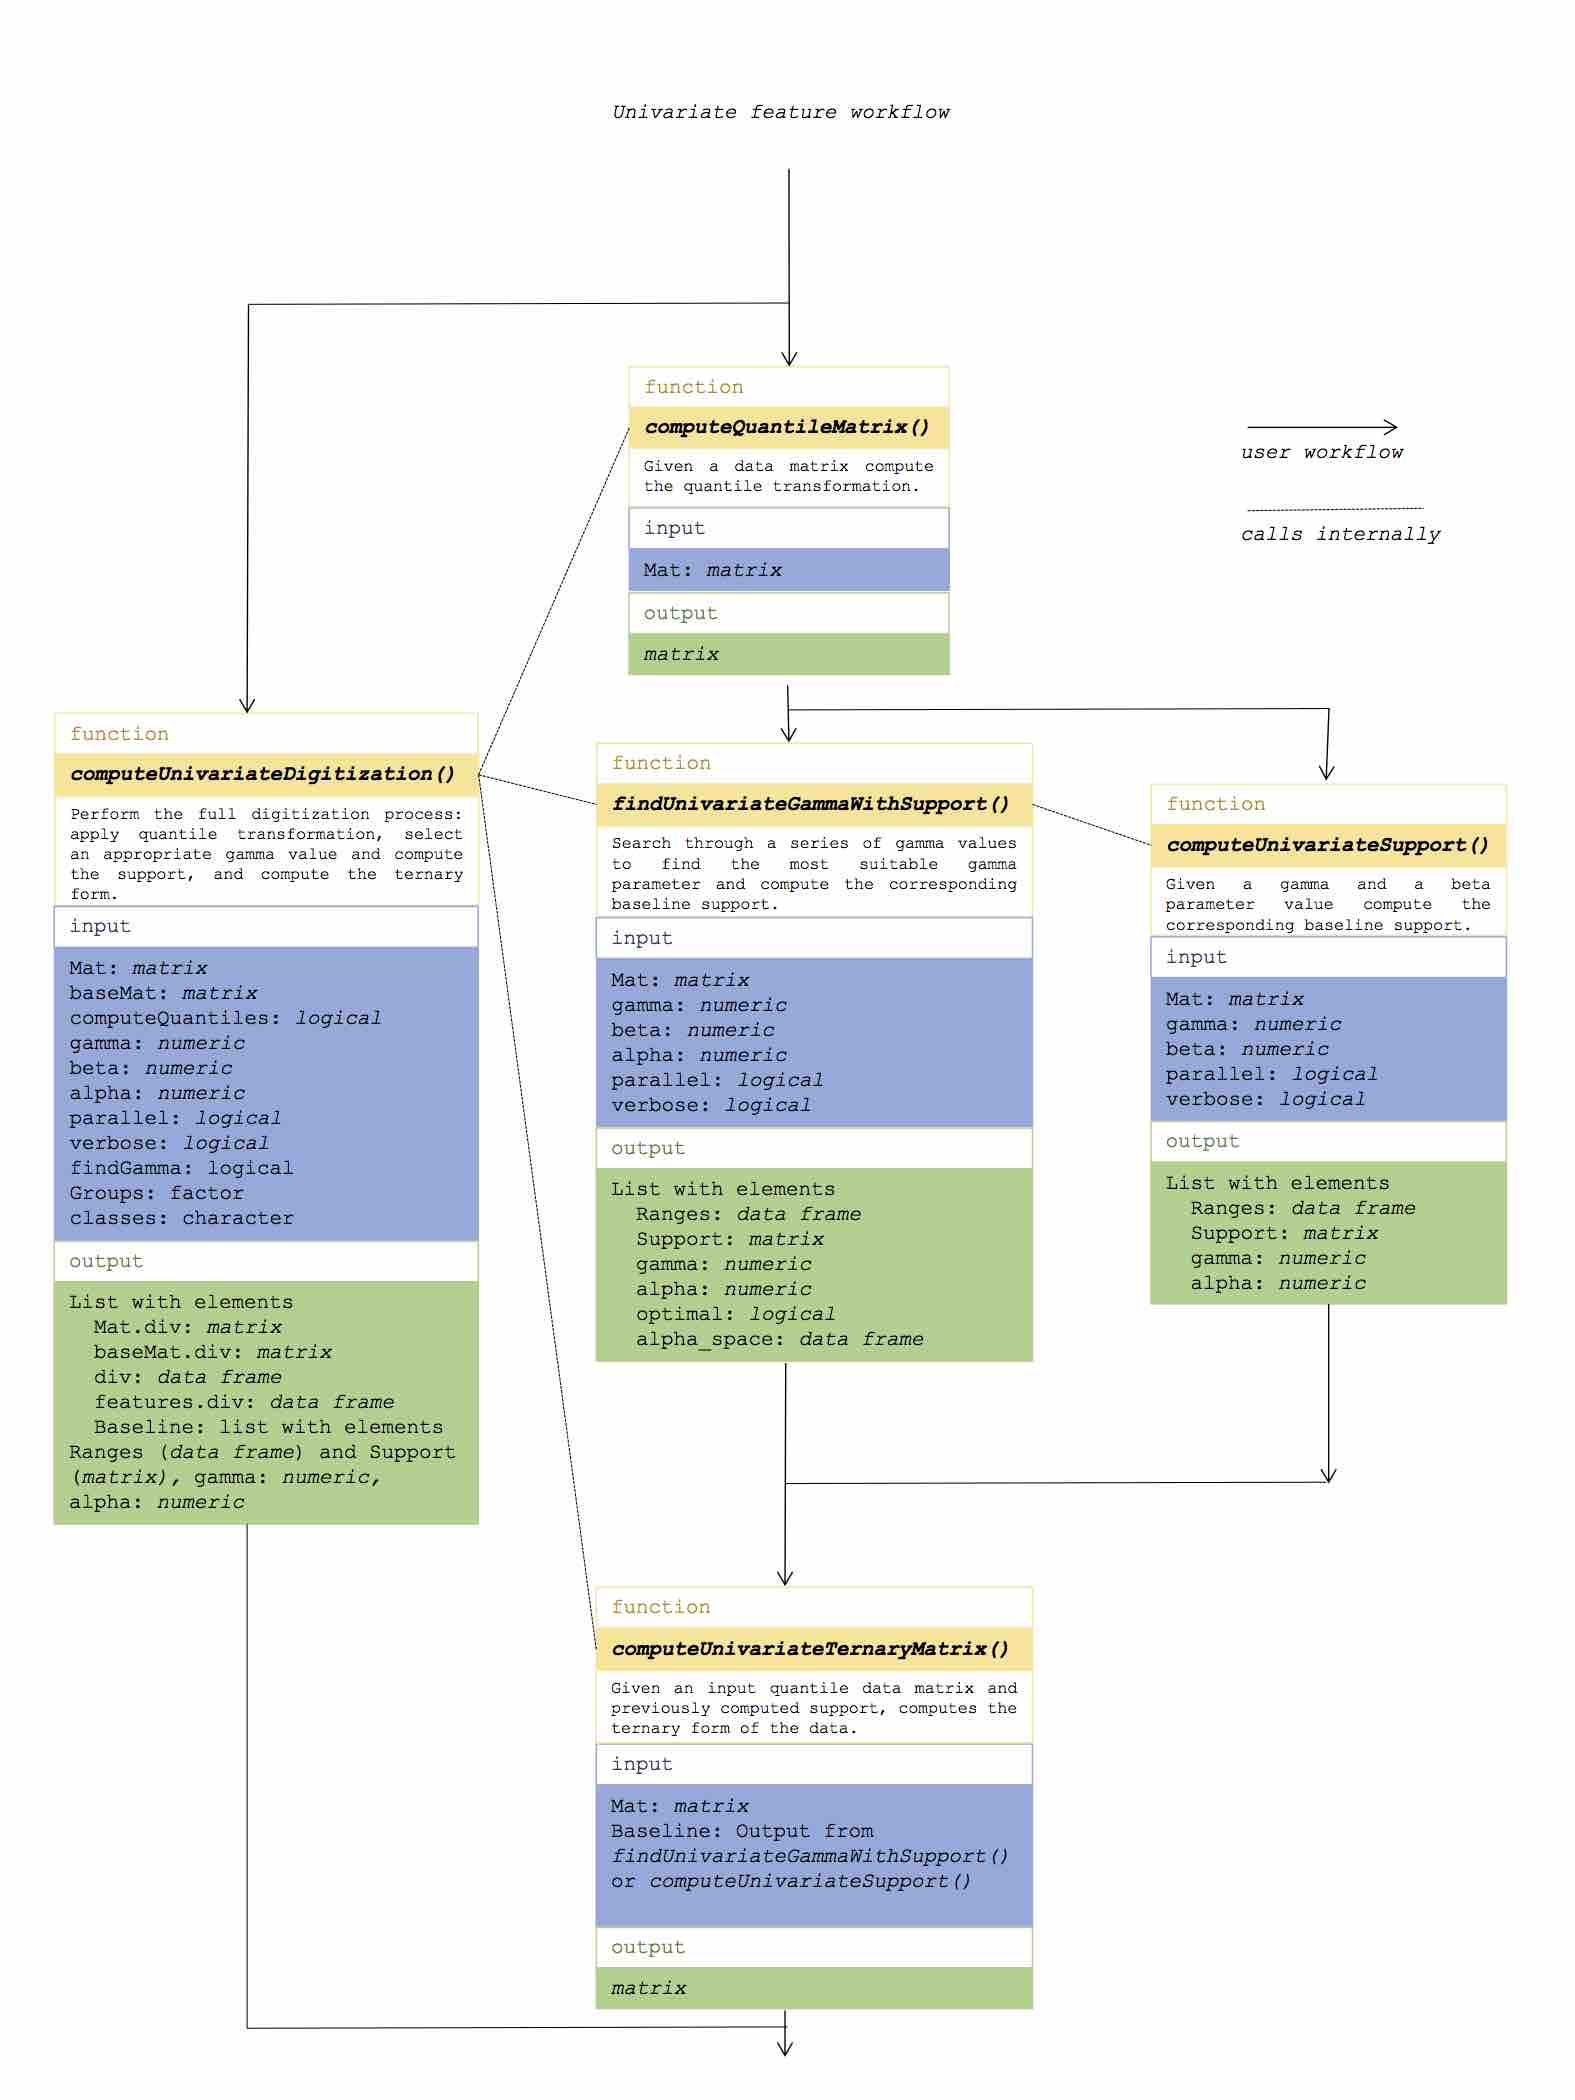 Univariate feature workflow
function
computeQuantileMatrix()
Given a data matrix compute
the quantile transformation.
input
Mat: matrix
output
matrix
user workflow
calls internally
function
computeUnivariateDigitization()
Perform the full digitization process:
apply quantile transformation, select
an appropriate gamma value and compute
the support, and compute the ternary
form.
input
Mat: matrix
baseMat: matrix
computeQuantiles: logical
gamma: numeric
beta: numeric
alpha: numeric
parallel: logical
verbose: logical
findGamma: logical
Groups: factor
classes: character
output
List with elements
Mat.div: matrix
baseMat.div: matrix
div: data frame
features.div: data frame
Baseline: list with elements
Ranges (data frame) and Support
(matrix), gamma: numeric,
alpha: numeric
function
findUnivariateGammaWithSupport()
Search through a series of gamma values
to find the most suitable gamma
parameter and compute the corresponding
baseline support.
input
Mat: matrix
gamma: numeric
beta: numeric
alpha: numeric
parallel: logical
verbose: logical
output
List with elements
Ranges: data frame
Support: matrix
gamma: numeric
alpha: numeric
optimal: logical
alpha_space: data frame
function
computeUnivariateSupport()
Given a gamma and a beta
parameter value compute the
corresponding baseline support.
input
Mat: matrix
gamma: numeric
beta: numeric
parallel: logical
verbose: logical
output
List with elements
Ranges: data frame
Support: matrix
gamma: numeric
alpha: numeric
function
computeUnivariateTernaryMatrix()
Given an input quantile data matrix and
previously computed support, computes the
ternary form of the data.
input
Mat: matrix
Baseline: Output from
findUnivariateGammaWithSupport()
or computeUnivariateSupport()
output
matrix